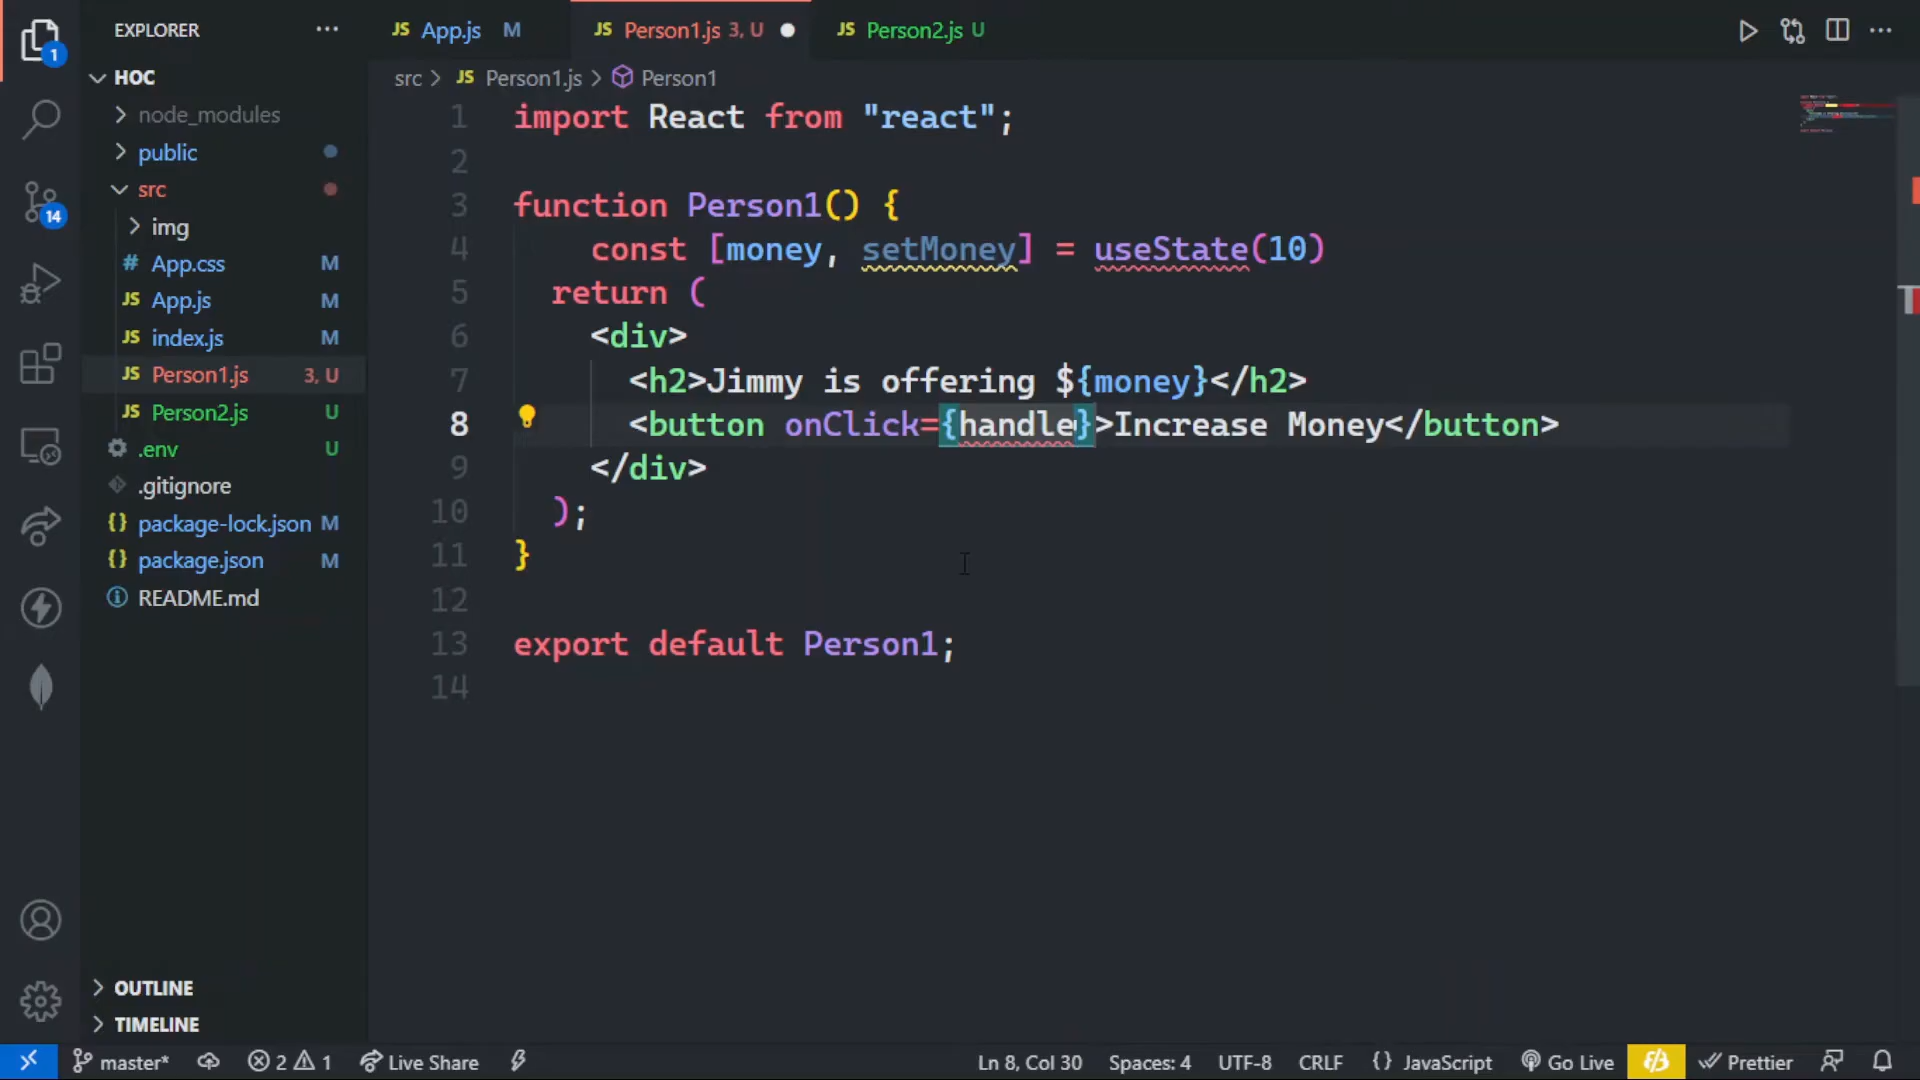 EXPLORER
HOC
node_modules
public
src
img
App.css M
App.js M
index.js M
Person1.js 3, U
Person2.js U
.env U
.gitignore
package-lock.json M
package.json M
README.md
OUTLINE
TIMELINE
1
14
App.js M
Person1.js 3, U
Person2.js U
src > Person1.js > Person1
1 import React from "react";
2
3 function Person1() {
4 const [money, setMoney] = useState(10)
5 return (
6 <div>
7 <h2>Jimmy is offering ${money}</h2>
8 <button onClick={handle}>Increase Money</button>
9 </div>
10 );
11 }
12
13 export default Person1;
14
master* 2 1 Live Share Ln 8, Col 30 Spaces: 4 UTF-8 CRLF {} JavaScript Go Live Prettier